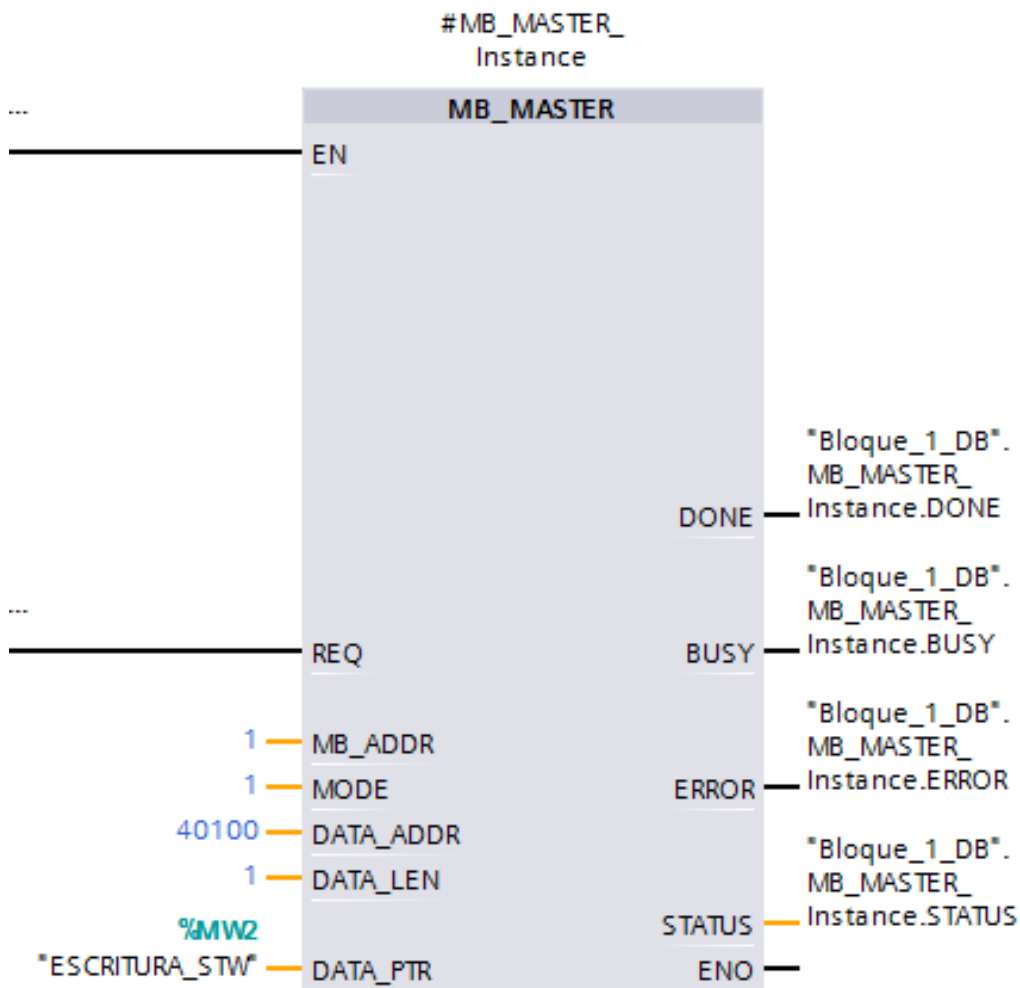 #MB_MASTER_
Instance
MB_MASTER
...
EN
"Bloque_1_DB".
MB_MASTER_
Instance.DONE
DONE
"Bloque_1_DB".
MB_MASTER_
Instance.BUSY
...
REQ
BUSY
1
MB_ADDR
1
MODE
"Bloque_1_DB".
MB_MASTER_
Instance.ERROR
ERROR
40100
DATA_ADDR
1
DATA_LEN
"Bloque_1_DB".
MB_MASTER_
Instance.STATUS
STATUS
%MW2
"ESCRITURA_STW"
DATA_PTR
ENO